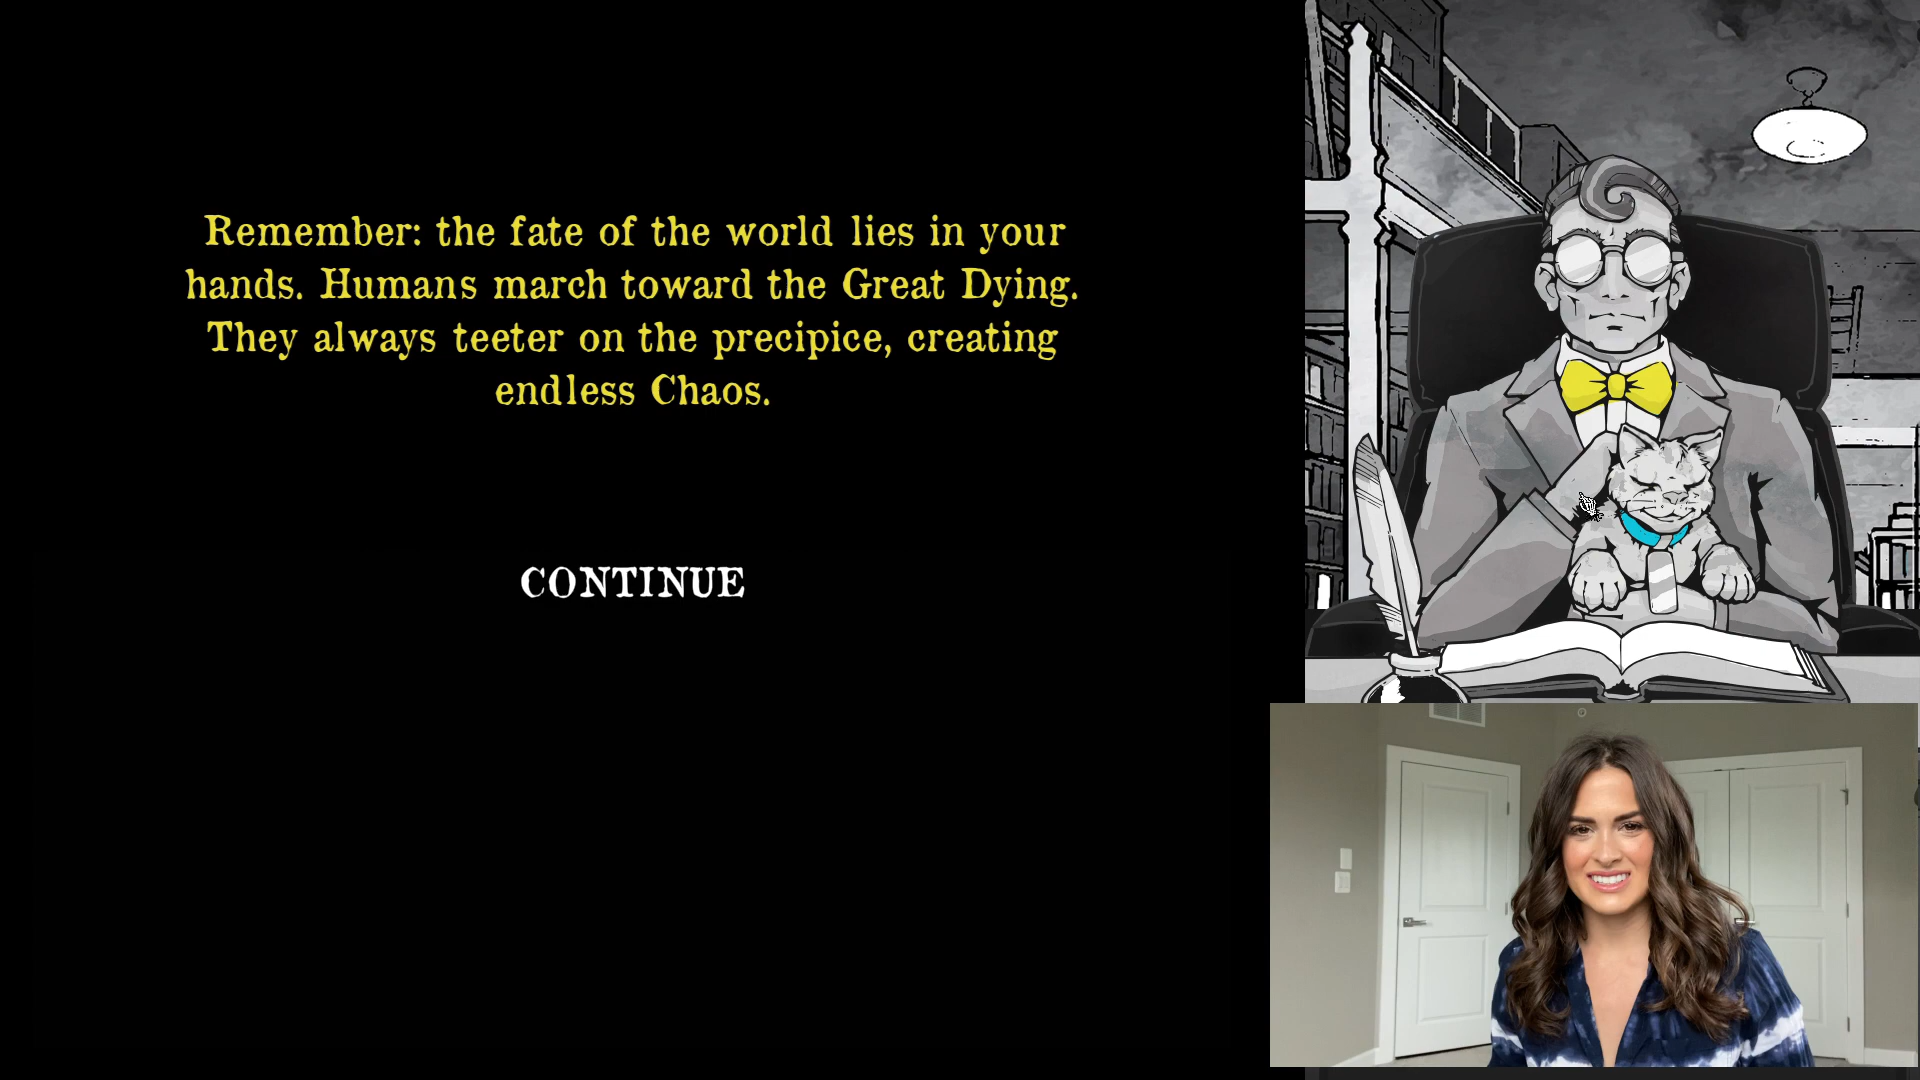 Remember: the fate of the world lies in your
hands. Humans march toward the Great Dying.
They always teeter on the precipice, creating
endless Chaos.
CONTINUE